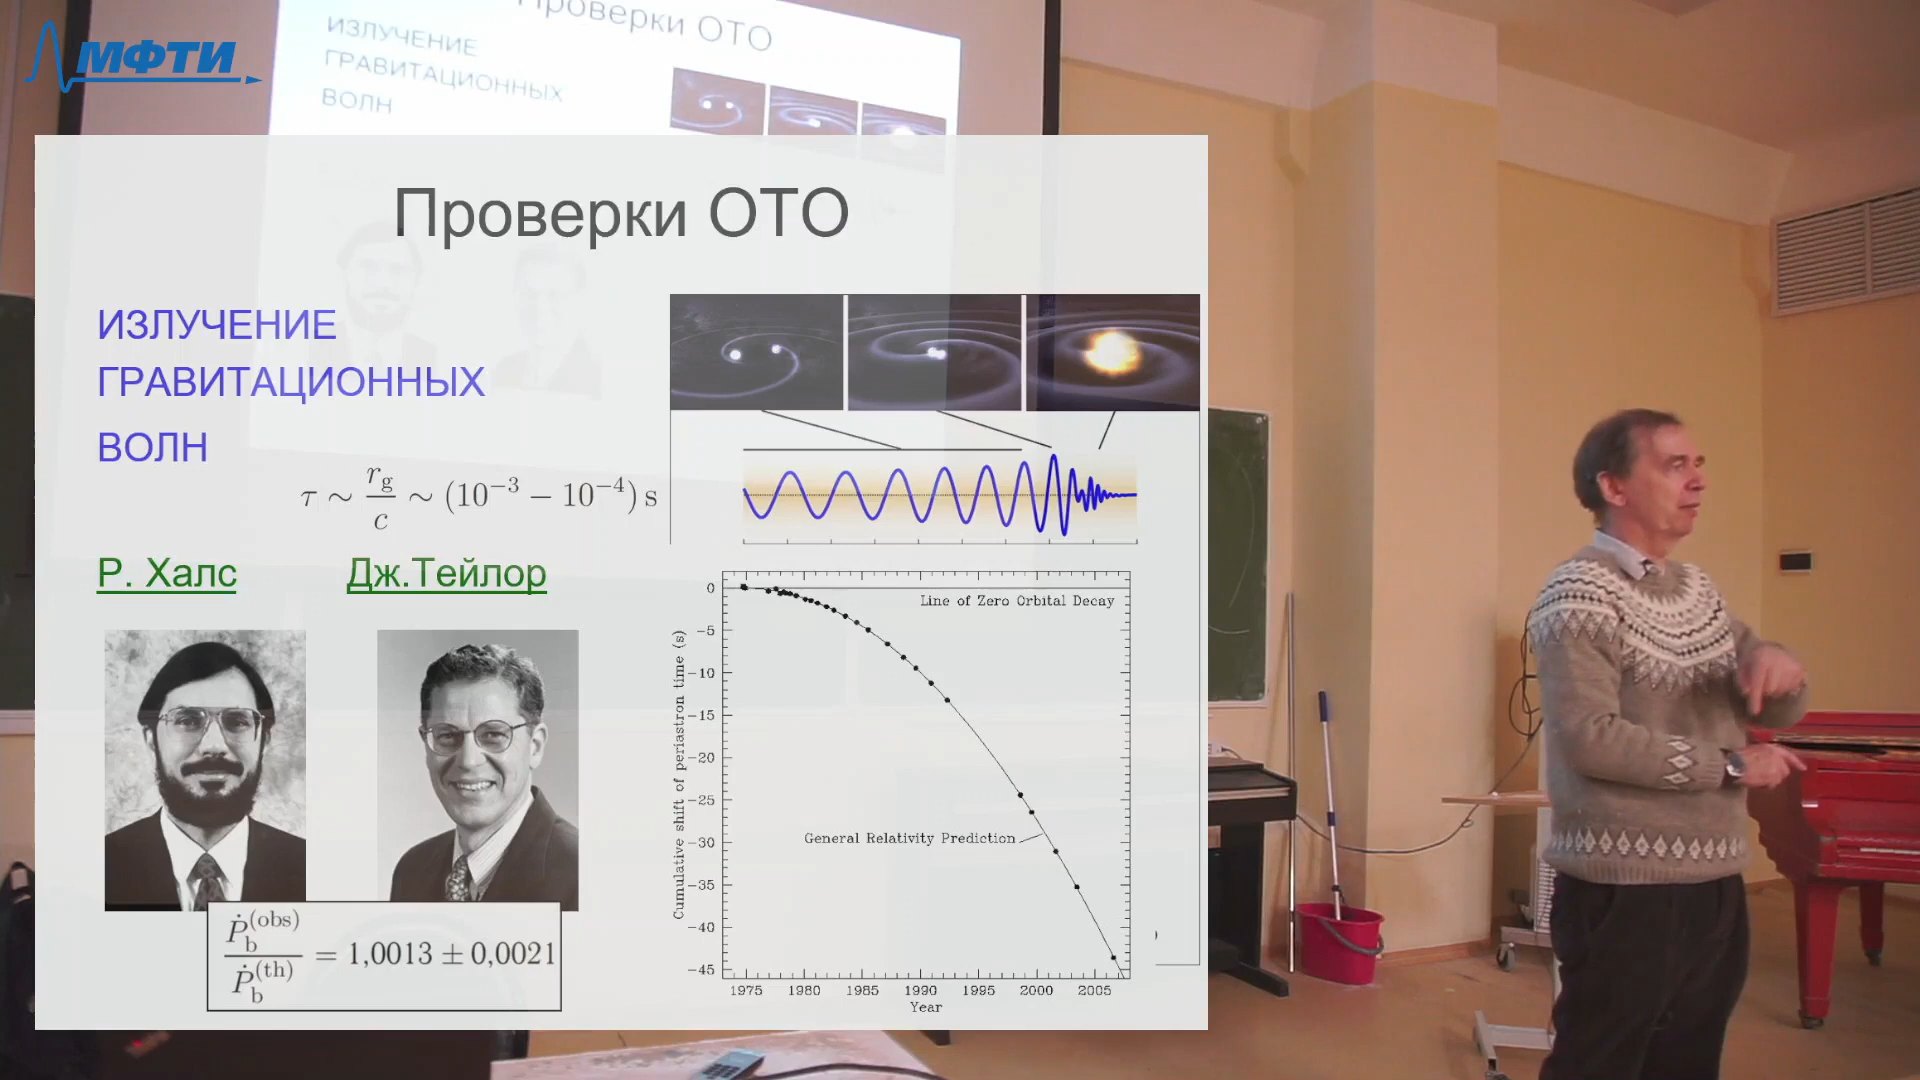 МФТИ
Проверки ОТО
ИЗЛУЧЕНИЕ
ГРАВИТАЦИОННЫХ
ВОЛН
Проверки ОТО
ИЗЛУЧЕНИЕ
ГРАВИТАЦИОННЫХ
ВОЛН
τ ∼ r_g/c ∼ (10⁻³ − 10⁻⁴) s
Р. Халс
Дж.Тейлор
Ṗ_b^(obs)/Ṗ_b^(th) = 1,0013 ± 0,0021
Line of Zero Orbital Decay
General Relativity Prediction
Cumulative shift of periastron time (s)
0
−5
−10
−15
−20
−25
−30
−35
−40
−45
1975 1980 1985 1990 1995 2000 2005
Year